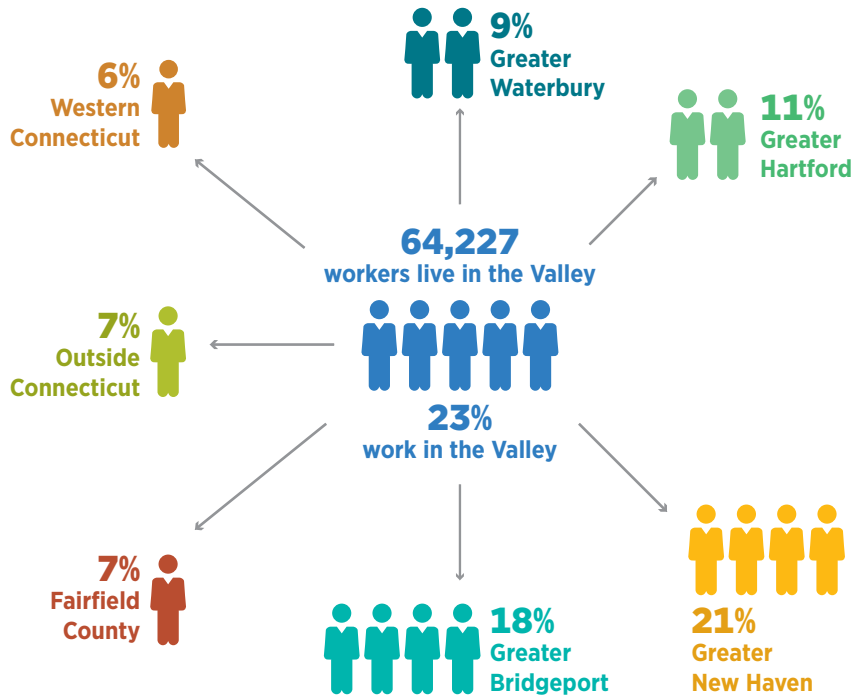 9%
Greater
Waterbury
6%
Western
Connecticut
11%
Greater
Hartford
64,227
workers live in the Valley
7%
Outside
Connecticut
23%
work in the Valley
7%
Fairfield
County
18%
Greater
Bridgeport
21%
Greater
New Haven